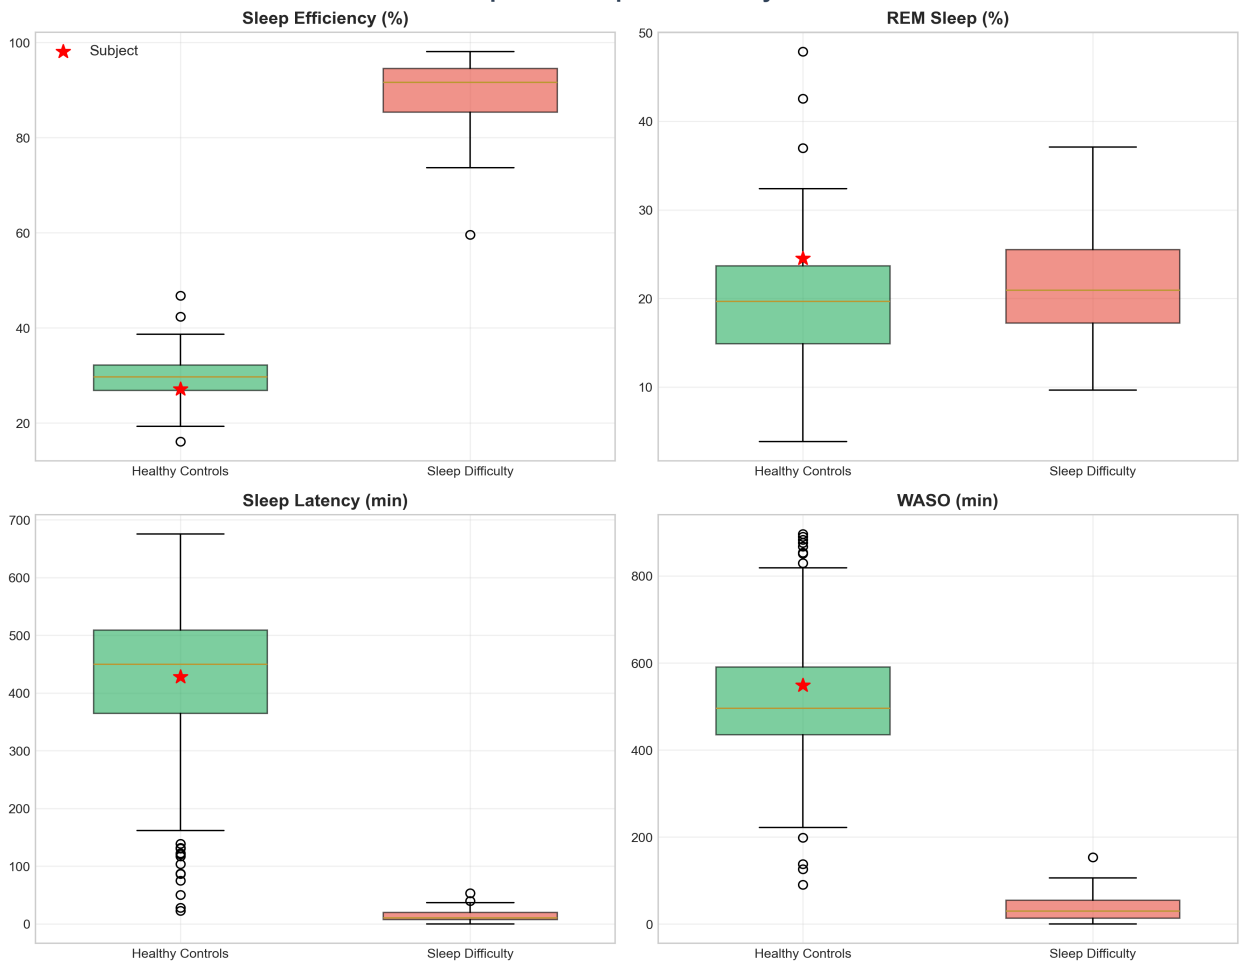 Sleep Efficiency (%)
100
80
60
40
20
Subject
Healthy Controls
Sleep Difficulty
REM Sleep (%)
50
40
30
20
10
Healthy Controls
Sleep Difficulty
Sleep Latency (min)
700
600
500
400
300
200
100
0
Healthy Controls
Sleep Difficulty
WASO (min)
800
600
400
200
0
Healthy Controls
Sleep Difficulty